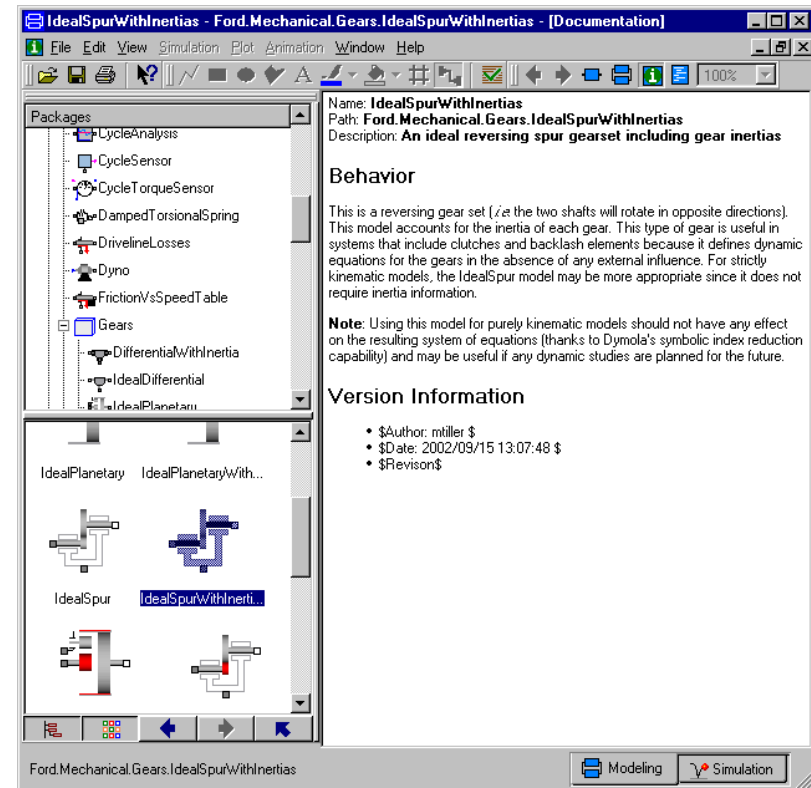 IdealSpurWithInertias - Ford.Mechanical.Gears.IdealSpurWithInertias - [Documentation]
File Edit View Simulation Plot Animation Window Help
A 100%
Packages
CycleAnalysis
CycleSensor
CycleTorqueSensor
DampedTorsionalSpring
DrivelineLosses
Dyno
FrictionVsSpeedTable
Gears
DifferentialWithInertia
IdealDifferential
IdealPlanetary
IdealPlanetary IdealPlanetaryWith...
IdealSpur IdealSpurWithInerti...
Name: IdealSpurWithInertias
Path: Ford.Mechanical.Gears.IdealSpurWithInertias
Description: An ideal reversing spur gearset including gear inertias
Behavior
This is a reversing gear set (i.e. the two shafts will rotate in opposite directions).
This model accounts for the inertia of each gear. This type of gear is useful in
systems that include clutches and backlash elements because it defines dynamic
equations for the gears in the absence of any external influence. For strictly
kinematic models, the IdealSpur model may be more appropriate since it does not
require inertia information.
Note: Using this model for purely kinematic models should not have any effect
on the resulting system of equations (thanks to Dymola's symbolic index reduction
capability) and may be useful if any dynamic studies are planned for the future.
Version Information
• $Author: mtiller $
• $Date: 2002/09/15 13:07:48 $
• $Revison$
Ford.Mechanical.Gears.IdealSpurWithInertias
Modeling Simulation